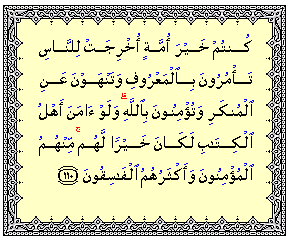 كُنتُمْ خَيْرَ أُمَّةٍ أُخْرِجَتْ لِلنَّاسِ
تَأْمُرُونَ بِٱلْمَعْرُوفِ وَتَنْهَوْنَ عَنِ
ٱلْمُنكَرِ وَتُؤْمِنُونَ بِٱللَّهِ ۗ وَلَوْ ءَامَنَ أَهْلُ
ٱلْكِتَٰبِ لَكَانَ خَيْرًا لَّهُم ۚ مِّنْهُمُ
ٱلْمُؤْمِنُونَ وَأَكْثَرُهُمُ ٱلْفَٰسِقُونَ ١١٠